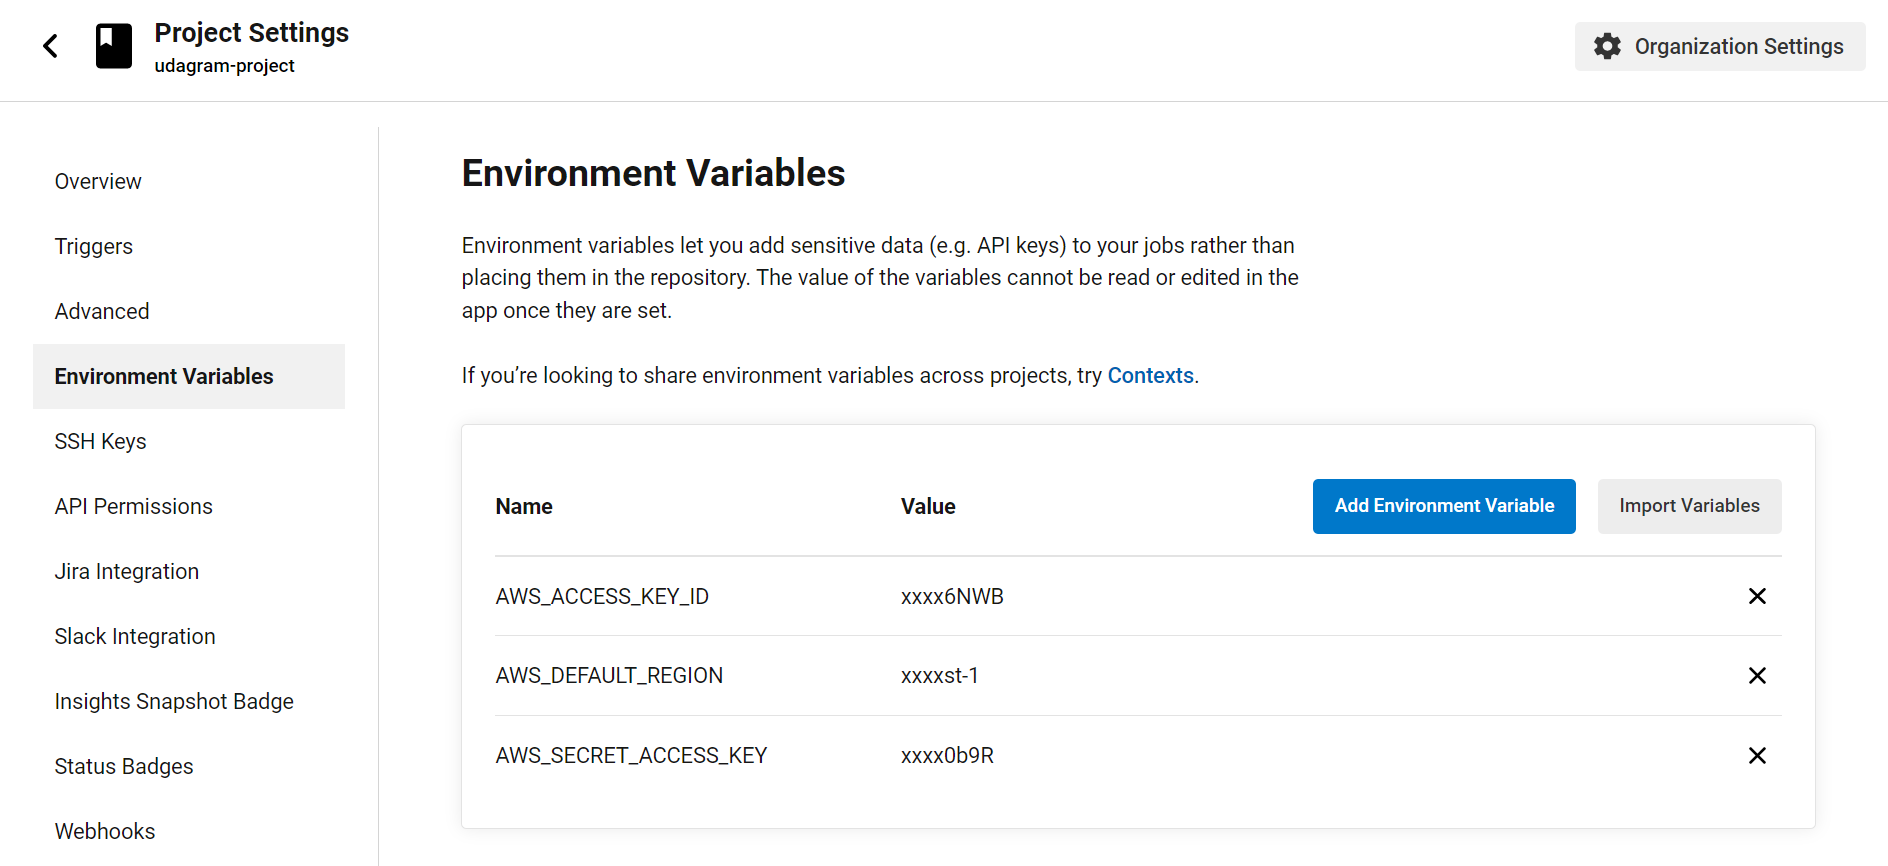 Project Settings
udagram-project
Organization Settings
Overview
Triggers
Advanced
Environment Variables
SSH Keys
API Permissions
Jira Integration
Slack Integration
Insights Snapshot Badge
Status Badges
Webhooks
Environment Variables
Environment variables let you add sensitive data (e.g. API keys) to your jobs rather than
placing them in the repository. The value of the variables cannot be read or edited in the
app once they are set.
If you’re looking to share environment variables across projects, try Contexts.
Name Value Add Environment Variable Import Variables
AWS_ACCESS_KEY_ID xxxx6NWB
AWS_DEFAULT_REGION xxxxst-1
AWS_SECRET_ACCESS_KEY xxxx0b9R